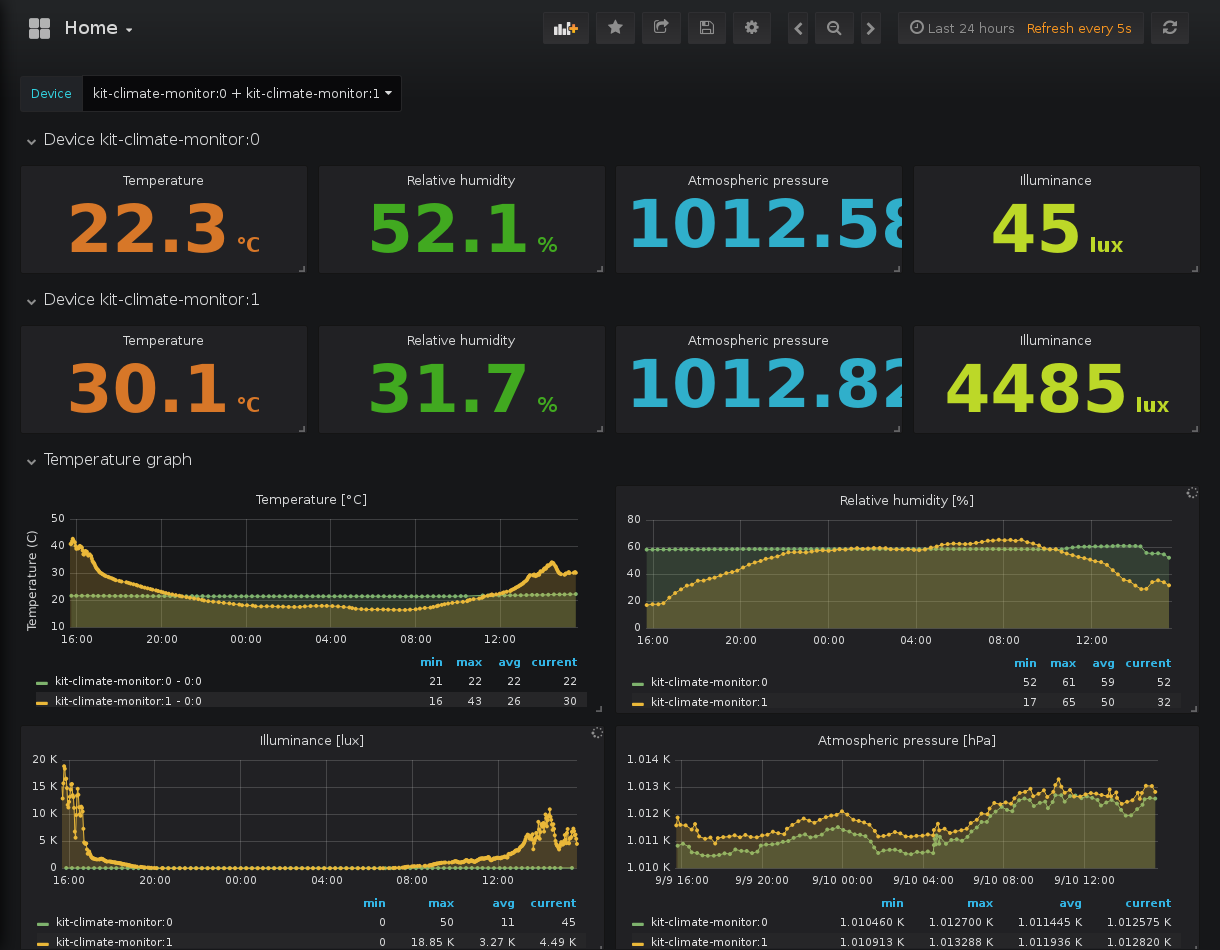 Home
Last 24 hours Refresh every 5s
Device kit-climate-monitor:0 + kit-climate-monitor:1
Device kit-climate-monitor:0
Temperature Relative humidity Atmospheric pressure Illuminance
22.3 °C 52.1 % 1012.58 45 lux
Device kit-climate-monitor:1
Temperature Relative humidity Atmospheric pressure Illuminance
30.1 °C 31.7 % 1012.82 4485 lux
Temperature graph
Temperature [°C]
Temperature (C)
50
40
30
20
10
16:00 20:00 00:00 04:00 08:00 12:00
min max avg current
kit-climate-monitor:0 - 0:0 21 22 22 22
kit-climate-monitor:1 - 0:0 16 43 26 30
Relative humidity [%]
80
60
40
20
0
16:00 20:00 00:00 04:00 08:00 12:00
min max avg current
kit-climate-monitor:0 52 61 59 52
kit-climate-monitor:1 17 65 50 32
Illuminance [lux]
20 K
15 K
10 K
5 K
0
16:00 20:00 00:00 04:00 08:00 12:00
min max avg current
kit-climate-monitor:0 0 50 11 45
kit-climate-monitor:1 0 18.85 K 3.27 K 4.49 K
Atmospheric pressure [hPa]
1.014 K
1.013 K
1.012 K
1.011 K
1.010 K
9/9 16:00 9/9 20:00 9/10 00:00 9/10 04:00 9/10 08:00 9/10 12:00
min max avg current
kit-climate-monitor:0 1.010460 K 1.012700 K 1.011445 K 1.012575 K
kit-climate-monitor:1 1.010913 K 1.013288 K 1.011936 K 1.012820 K